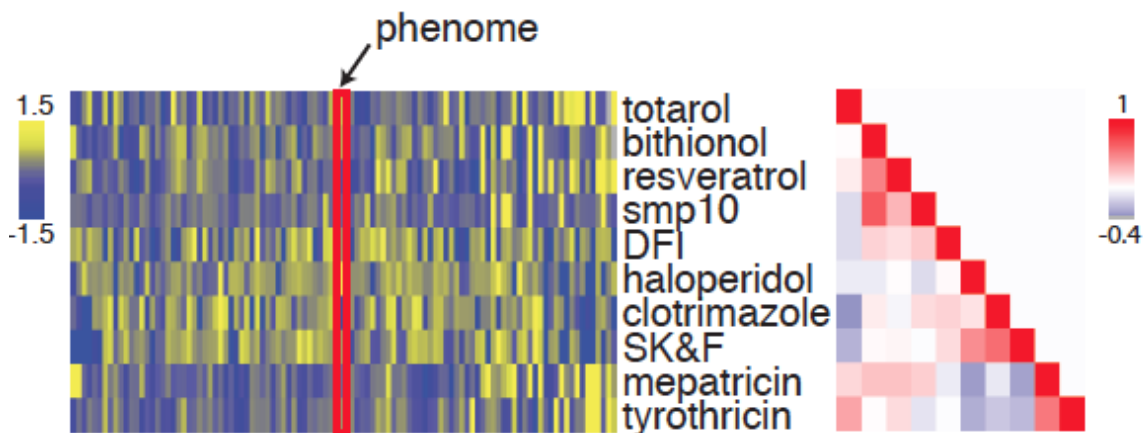 phenome
1.5
-1.5
totarol
bithionol
resveratrol
smp10
DFI
haloperidol
clotrimazole
SK&F
mepatricin
tyrothricin
1
-0.4